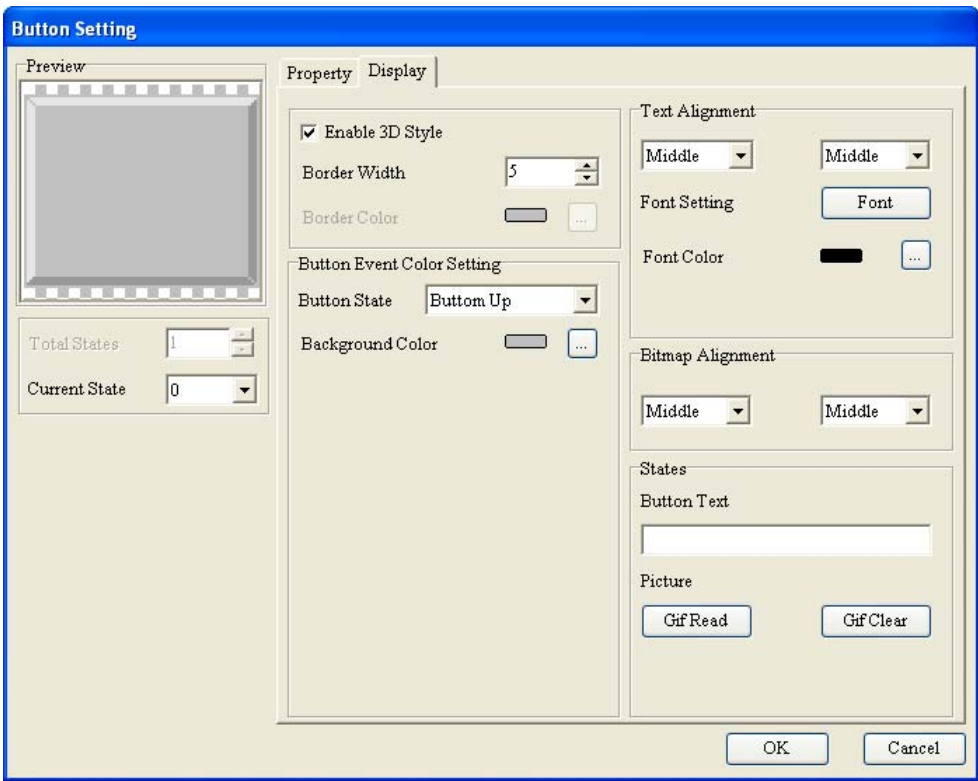 Button Setting
Preview
Total States 1
Current State 0
Property Display
Enable 3D Style
Border Width 5
Border Color ...
Button Event Color Setting
Button State Buttom Up
Background Color ...
Text Alignment
Middle Middle
Font Setting Font
Font Color ...
Bitmap Alignment
Middle Middle
States
Button Text
Picture
Gif Read Gif Clear
OK Cancel